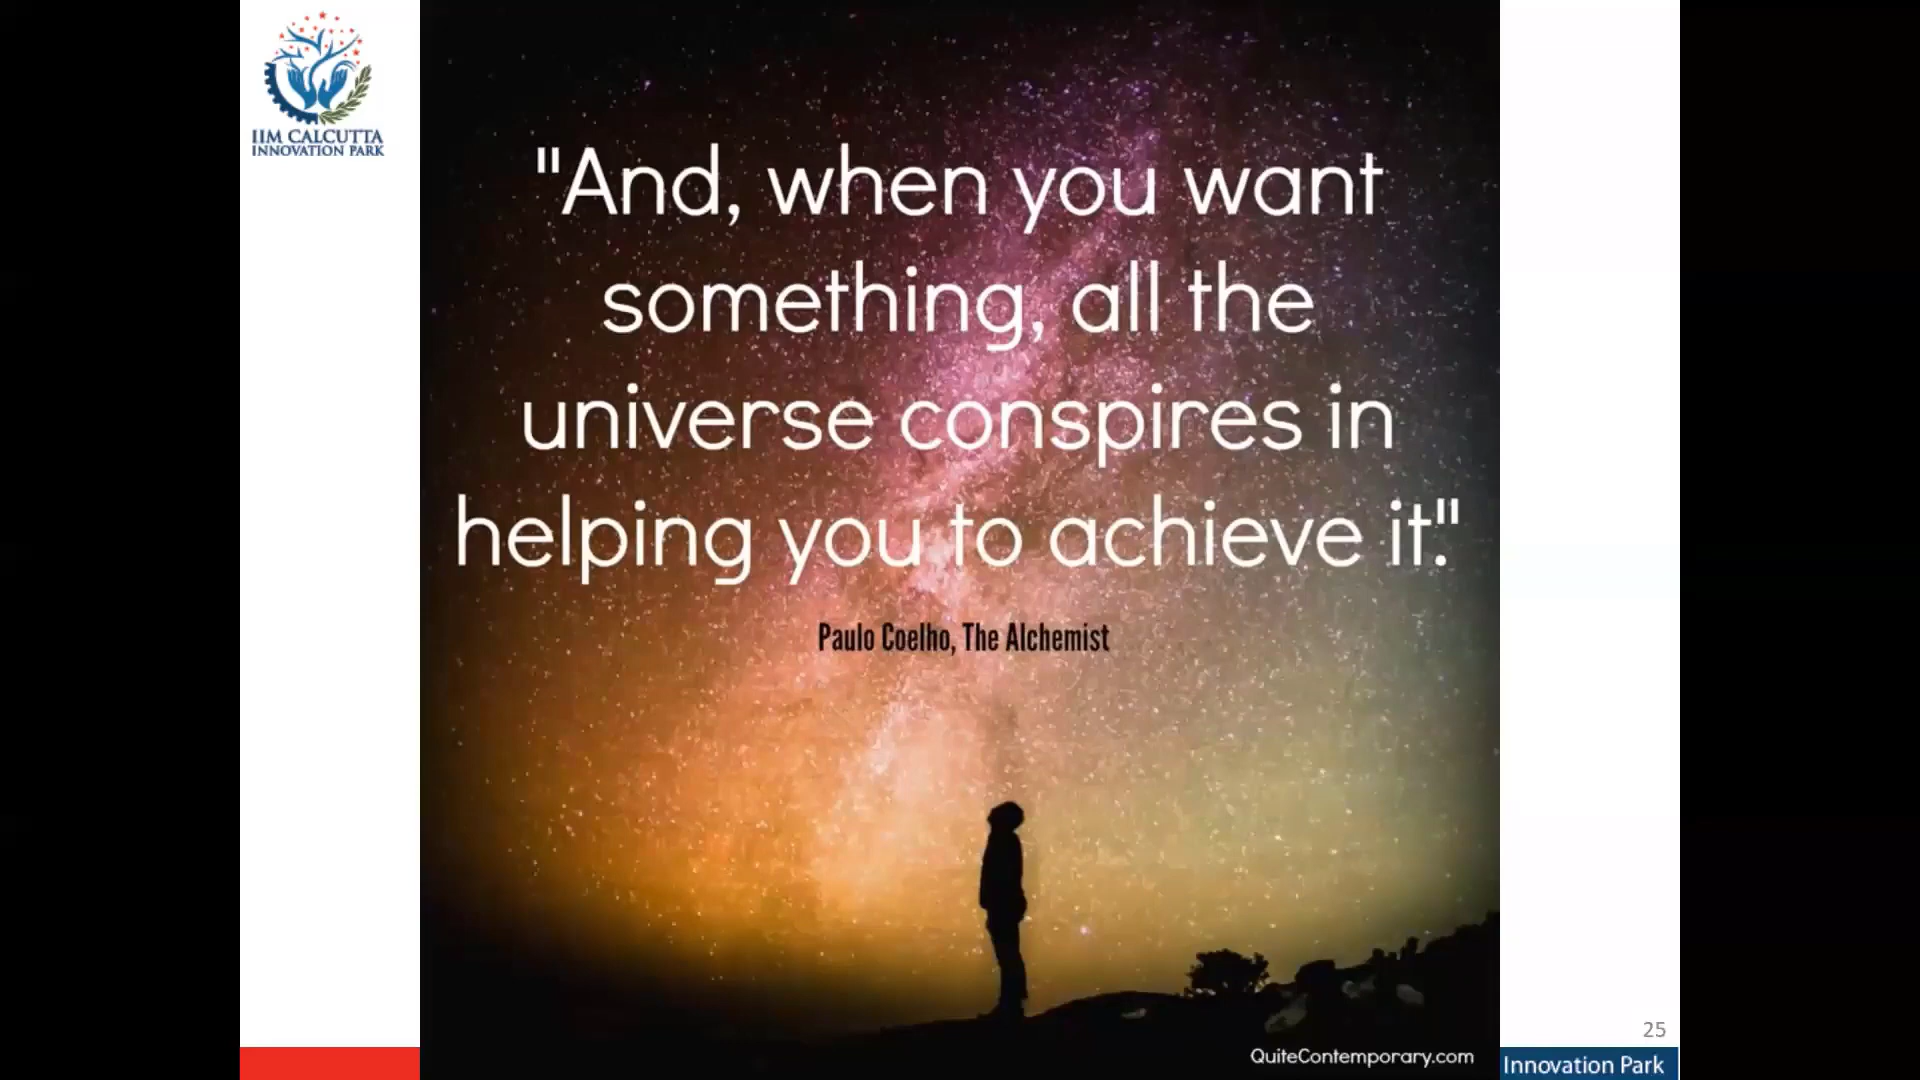 IIM CALCUTTA
INNOVATION PARK
"And, when you want
something, all the
universe conspires in
helping you to achieve it."
Paulo Coelho, The Alchemist
25
QuiteContemporary.com
Innovation Park